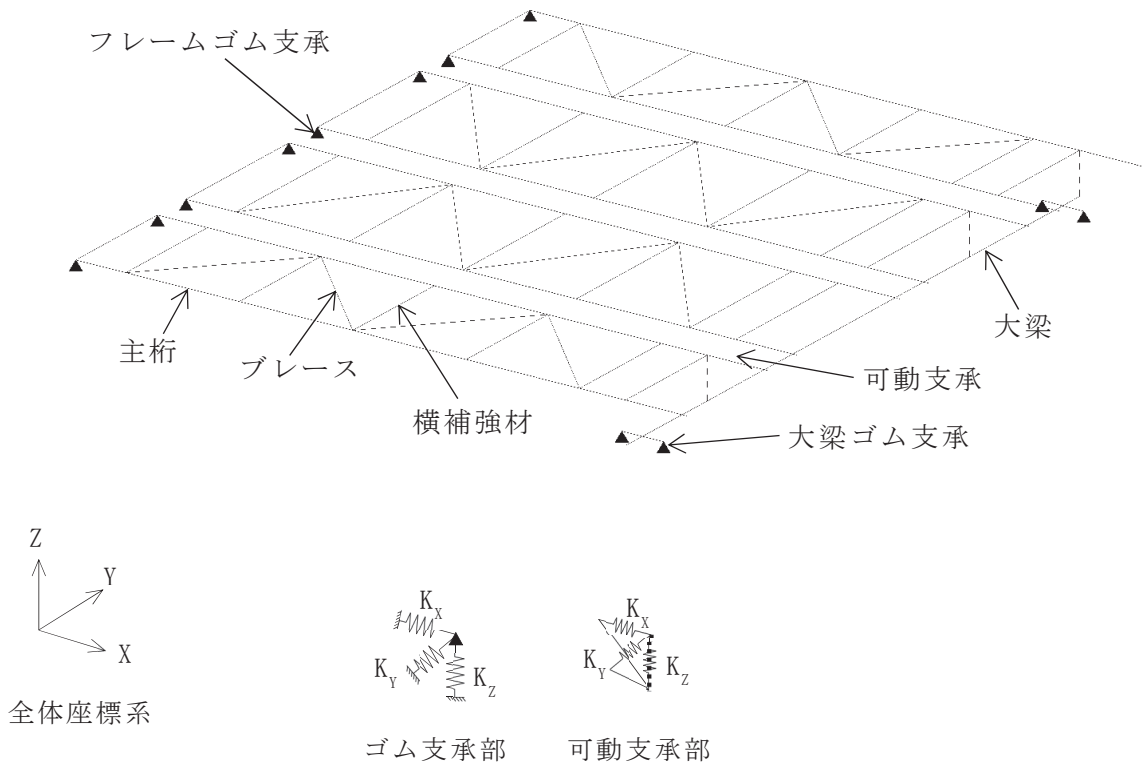 フレームゴム支承
大梁
主桁
ブレース
可動支承
横補強材
大梁ゴム支承
Z
Y
X
全体座標系
K_X
K_Y
K_Z
ゴム支承部
K_X
K_Y
K_Z
可動支承部